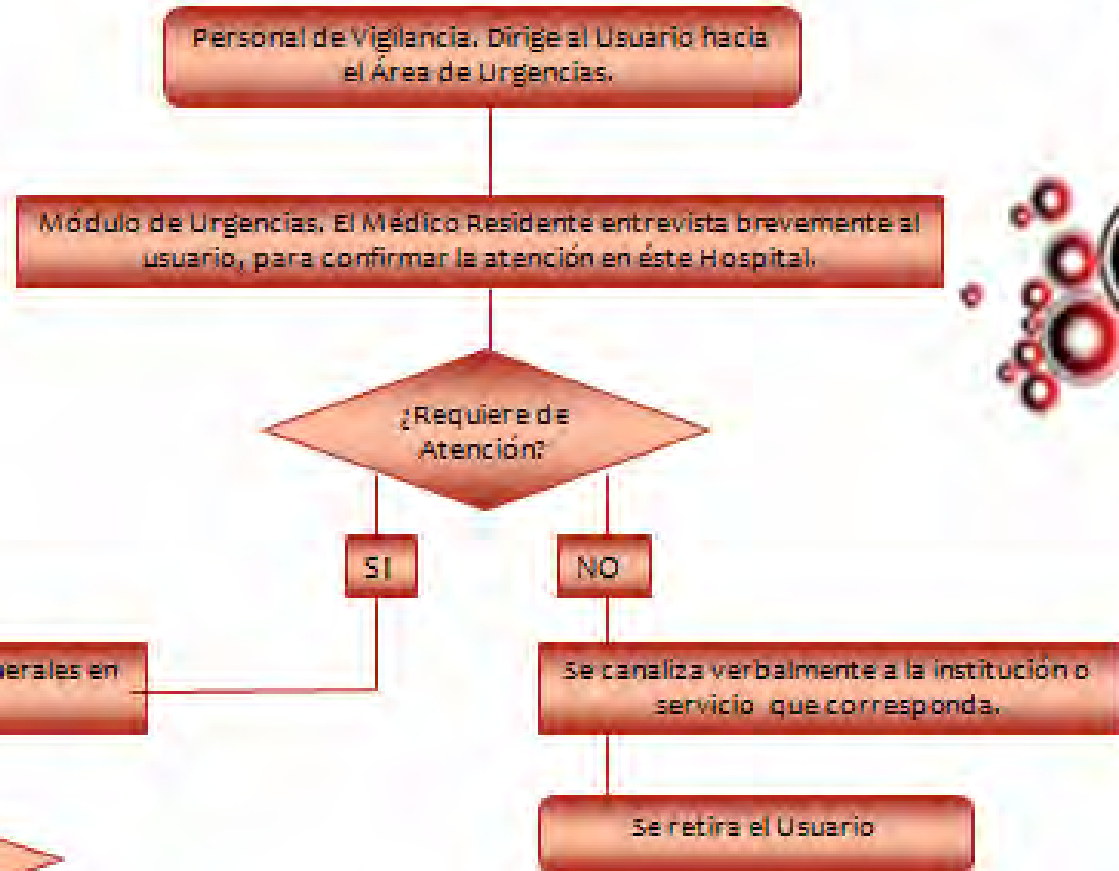 Personal de Vigilancia. Dirige al Usuario hacia
el Área de Urgencias.
Módulo de Urgencias. El Médico Residente entrevista brevemente al
usuario, para confirmar la atención en éste Hospital.
¿Requiere de
Atención?
SI
NO
en
Se canaliza verbalmente a la institución o
servicio que corresponda.
Se retira el Usuario